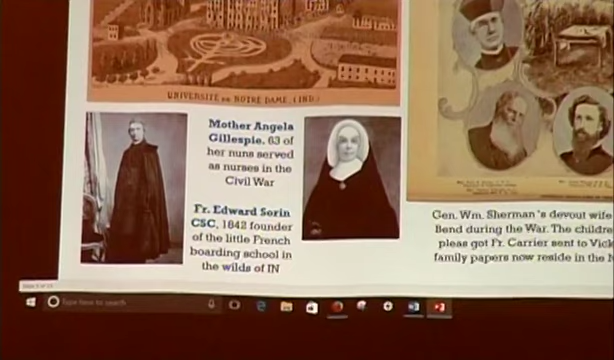 UNIVERSITÉ DE NOTRE DAME, (IND.)
Mother Angela
Gillespie, 63 of
her nuns served
as nurses in the
Civil War
Fr. Edward Sorin
CSC, 1842 founder
of the little French
boarding school in
the wilds of IN
Gen. Wm. Sherman's devout wife
Bend during the War. The childre
pleas got Fr. Carrier sent to Vick
family papers now reside in the N
Type here to search